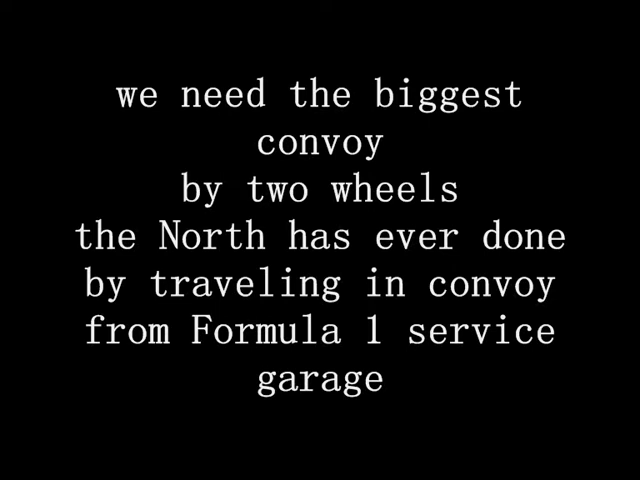 we need the biggest
convoy
by two wheels
the North has ever done
by traveling in convoy
from Formula 1 service
garage